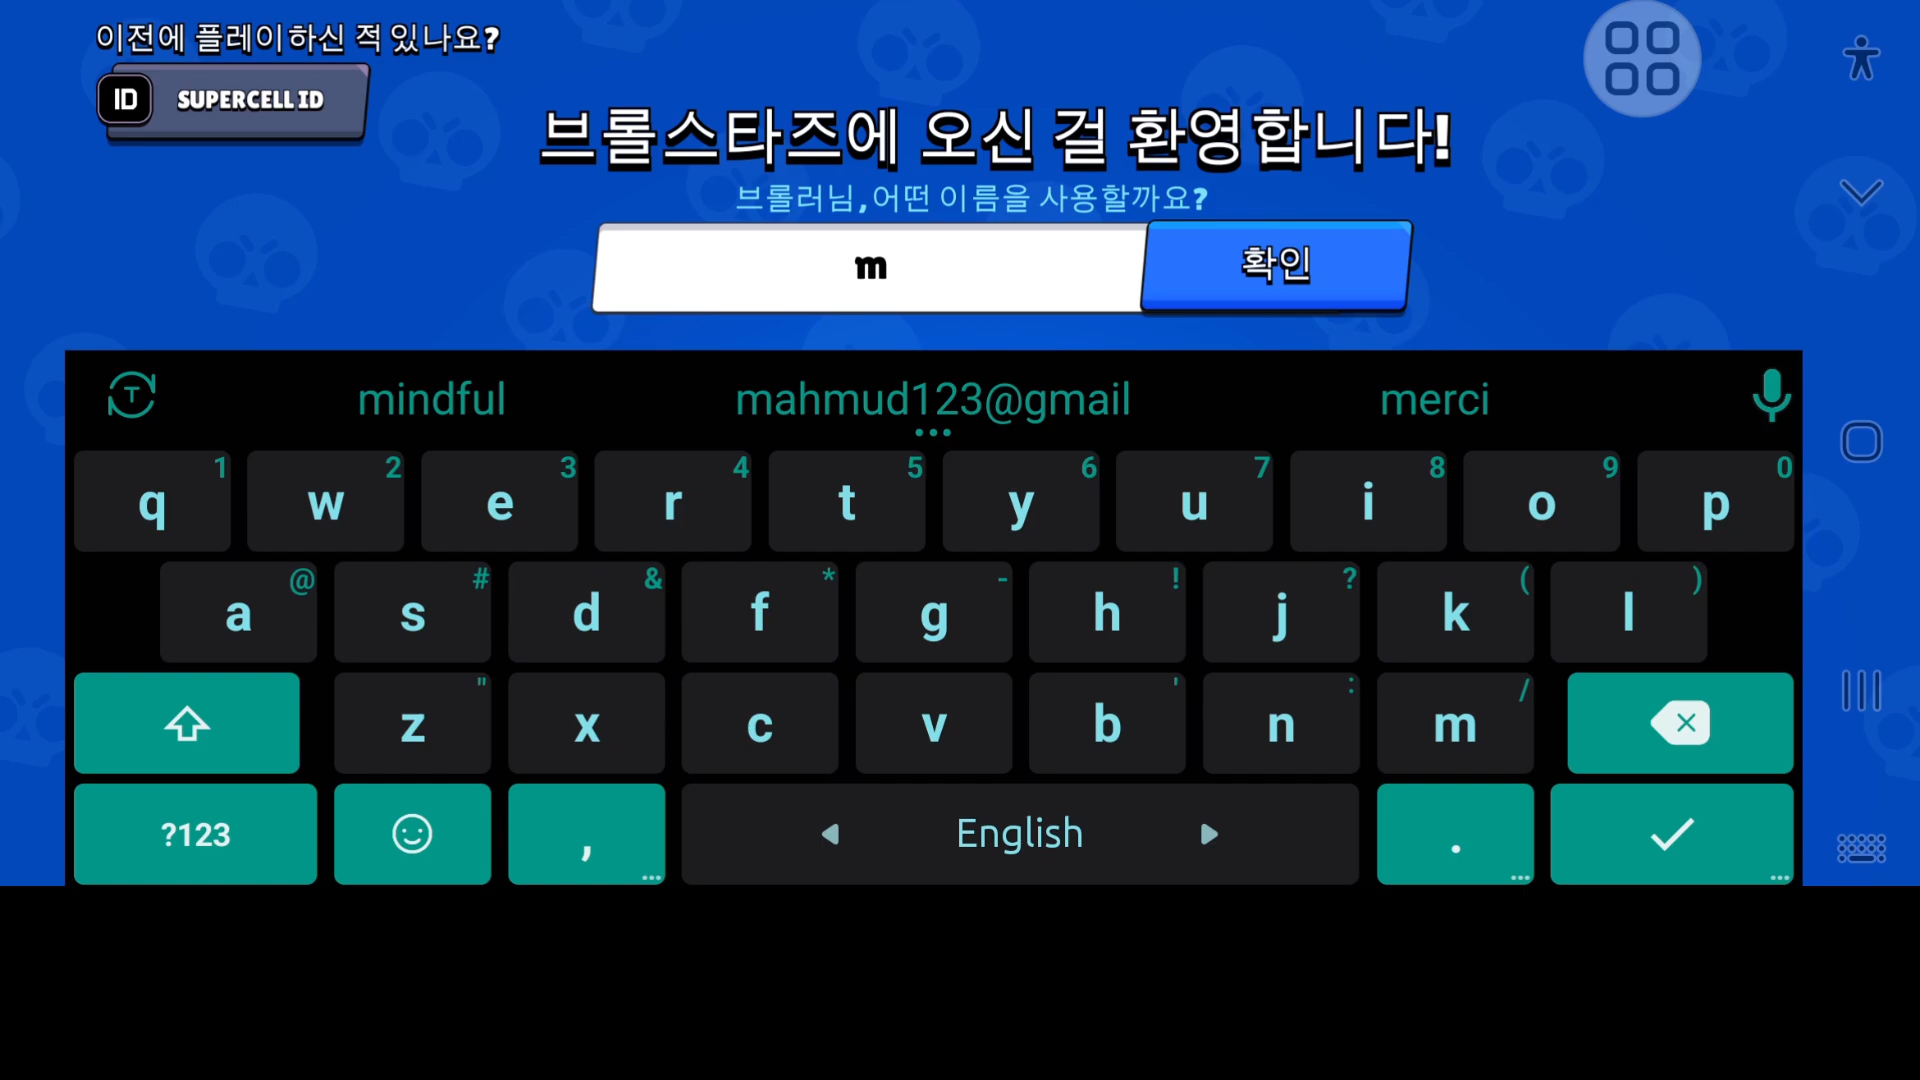 이전에 플레이하신 적 있나요?
ID SUPERCELL ID
브롤스타즈에 오신 걸 환영합니다!
브롤러님,어떤 이름을 사용할까요?
m 확인
T mindful mahmud123@gmail merci
...
q 1 w 2 e 3 r 4 t 5 y 6 u 7 i 8 o 9 p 0
a @ s # d & f * g - h ! j ? k ( l )
z " x c v b ' n : m /
?123 , ... English . ... ...